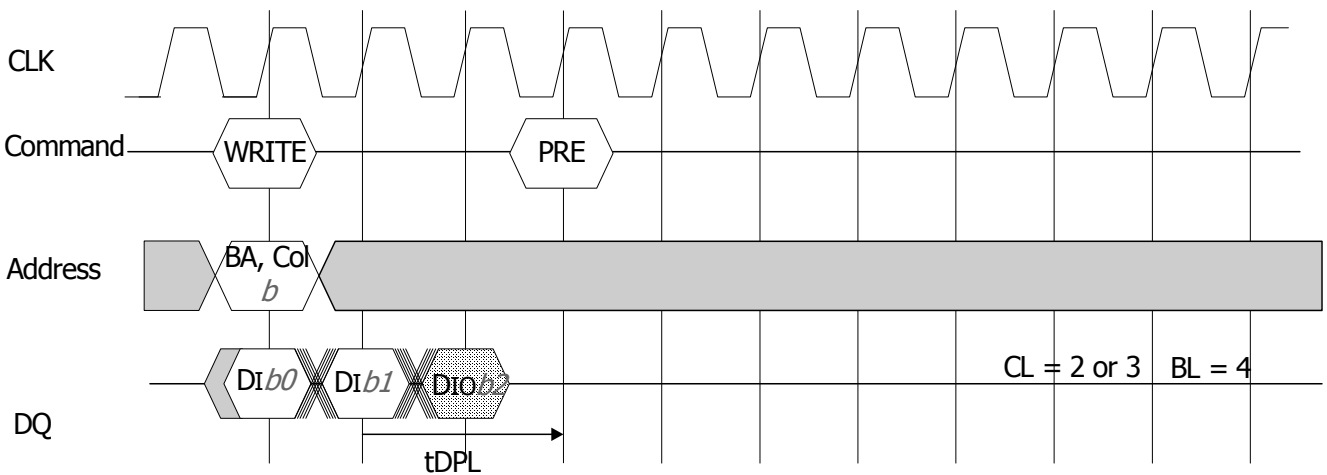 CLK
Command WRITE PRE
Address BA, Col
b
DIb0 DIb1 DIOb2 CL = 2 or 3 BL = 4
DQ
tDPL